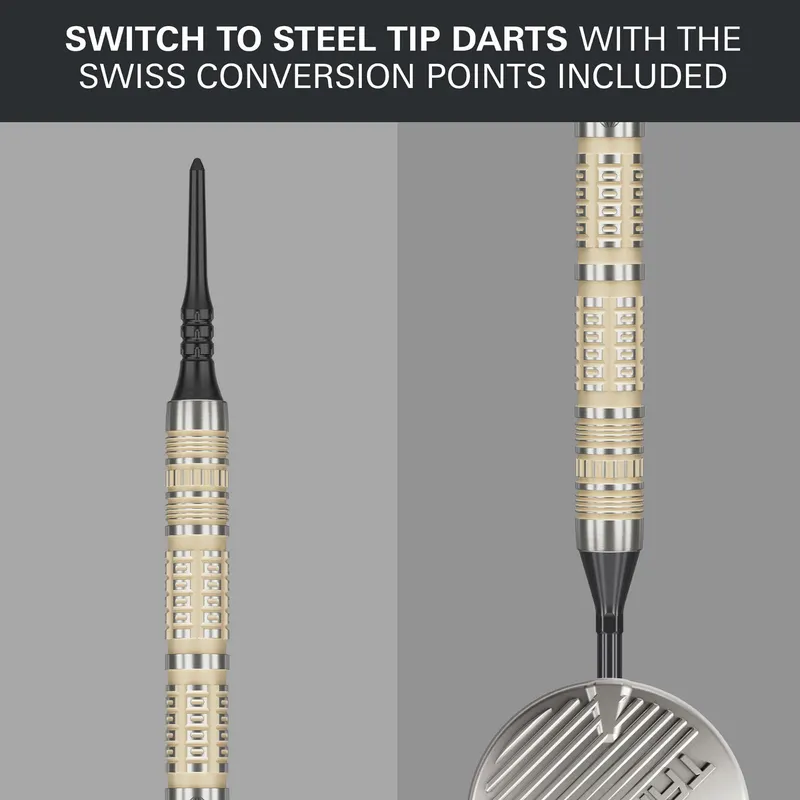 SWITCH TO STEEL TIP DARTS WITH THE
SWISS CONVERSION POINTS INCLUDED